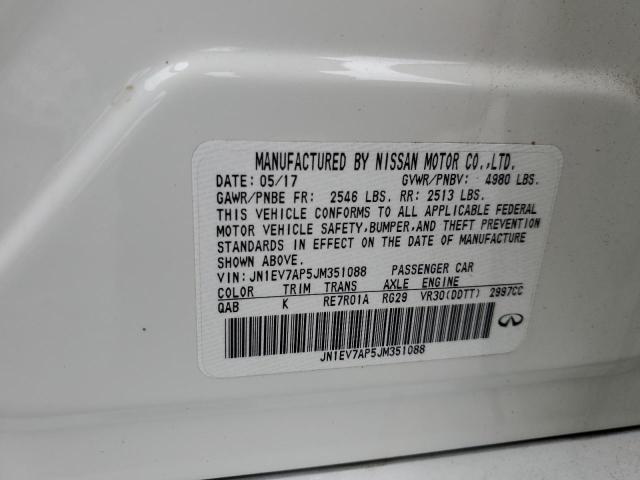 MANUFACTURED BY NISSAN MOTOR CO.,LTD.
DATE: 05/17 GVWR/PNBV: 4980 LBS.
GAWR/PNBE FR: 2546 LBS. RR: 2513 LBS.
THIS VEHICLE CONFORMS TO ALL APPLICABLE FEDERAL
MOTOR VEHICLE SAFETY, BUMPER, AND THEFT PREVENTION
STANDARDS IN EFFECT ON THE DATE OF MANUFACTURE
SHOWN ABOVE.
VIN: JN1EV7AP5JM351088 PASSENGER CAR
COLOR TRIM TRANS AXLE ENGINE
QAB K RE7R01A RG29 VR30(DDTT) 2997CC
JN1EV7AP5JM351088